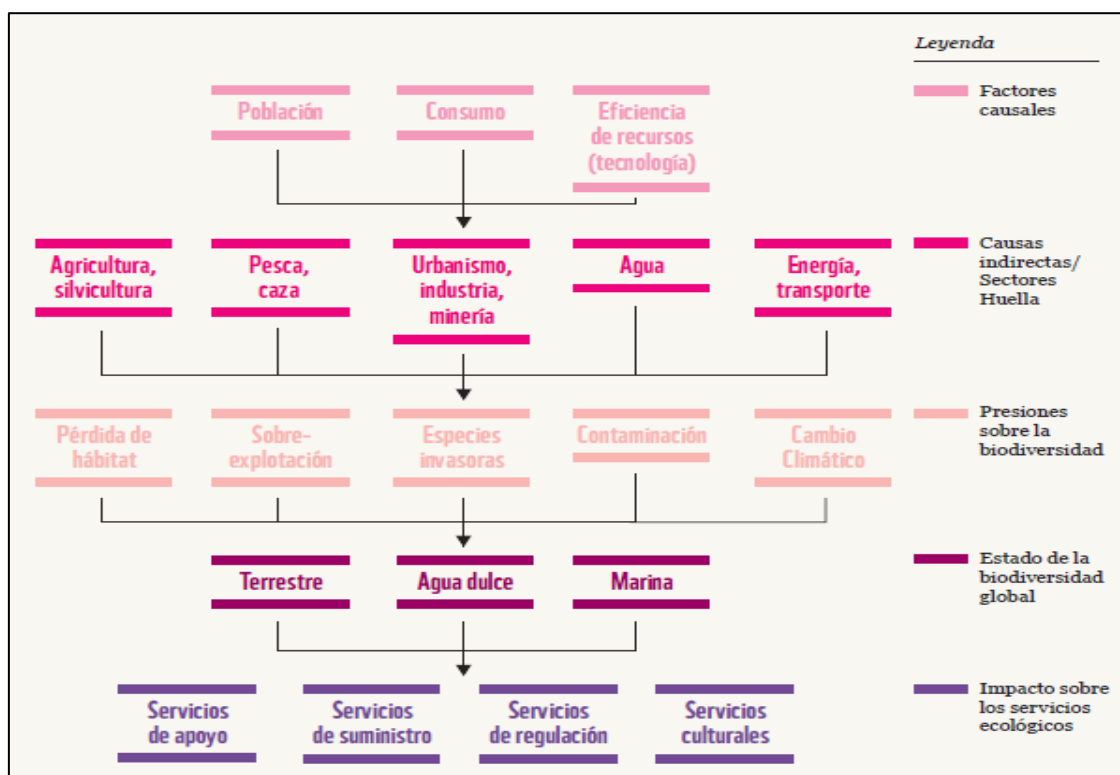 Leyenda
Factores
causales
Población
Consumo
Eficiencia
de recursos
(tecnología)
Causas
indirectas/
Sectores
Huella
Agricultura,
silvicultura
Pesca,
caza
Urbanismo,
industria,
minería
Agua
Energía,
transporte
Presiones
sobre la
biodiversidad
Pérdida de
hábitat
Sobre-
explotación
Especies
invasoras
Contaminación
Cambio
Climático
Estado de la
biodiversidad
global
Terrestre
Agua dulce
Marina
Impacto sobre
los servicios
ecológicos
Servicios
de apoyo
Servicios
de suministro
Servicios
de regulación
Servicios
culturales